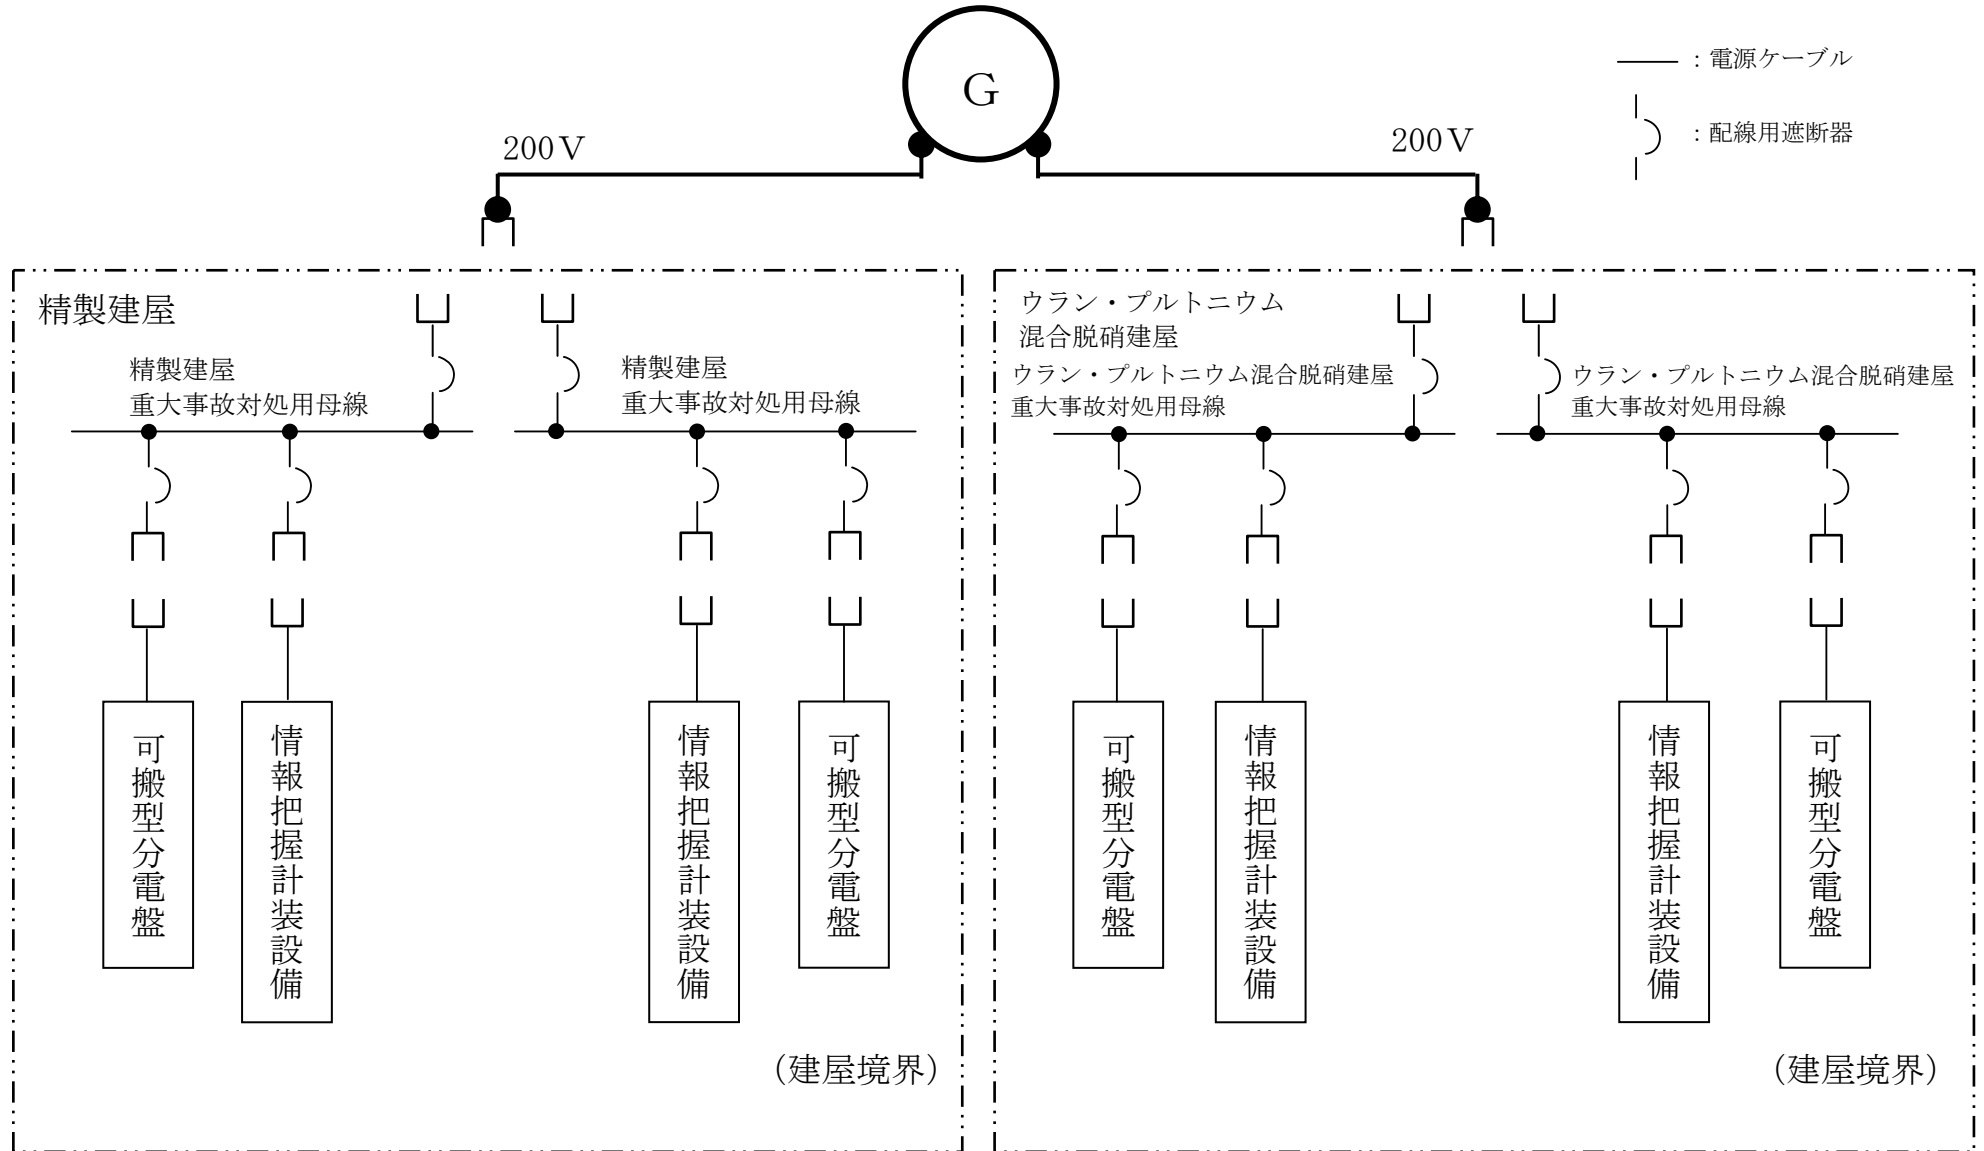 G
200V
200V
：電源ケーブル
：配線用遮断器
精製建屋
精製建屋
重大事故対処用母線
精製建屋
重大事故対処用母線
可搬型分電盤
情報把握計装設備
情報把握計装設備
可搬型分電盤
（建屋境界）
ウラン・プルトニウム
混合脱硝建屋
ウラン・プルトニウム混合脱硝建屋
重大事故対処用母線
ウラン・プルトニウム混合脱硝建屋
重大事故対処用母線
可搬型分電盤
情報把握計装設備
情報把握計装設備
可搬型分電盤
（建屋境界）